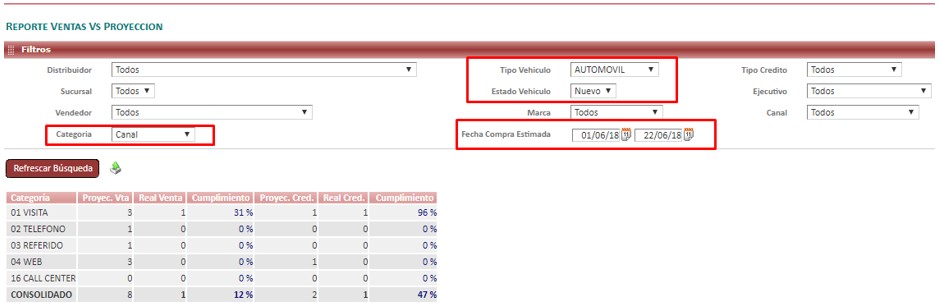 REPORTE VENTAS VS PROYECCION
Filtros
Distribuidor Todos Tipo Vehiculo AUTOMOVIL Tipo Credito Todos
Sucursal Todos Estado Vehiculo Nuevo Ejecutivo Todos
Vendedor Todos Marca Todos Canal Todos
Categoria Canal Fecha Compra Estimada 01/06/18 22/06/18
Refrescar Búsqueda
Categoría Proyec. Vta Real Venta Cumplimiento Proyec. Cred. Real Cred. Cumplimiento
01 VISITA 3 1 31 % 1 1 96 %
02 TELEFONO 1 0 0 % 0 0 0 %
03 REFERIDO 1 0 0 % 0 0 0 %
04 WEB 3 0 0 % 1 0 0 %
16 CALL CENTER 0 0 0 % 0 0 0 %
CONSOLIDADO 8 1 12 % 2 1 47 %